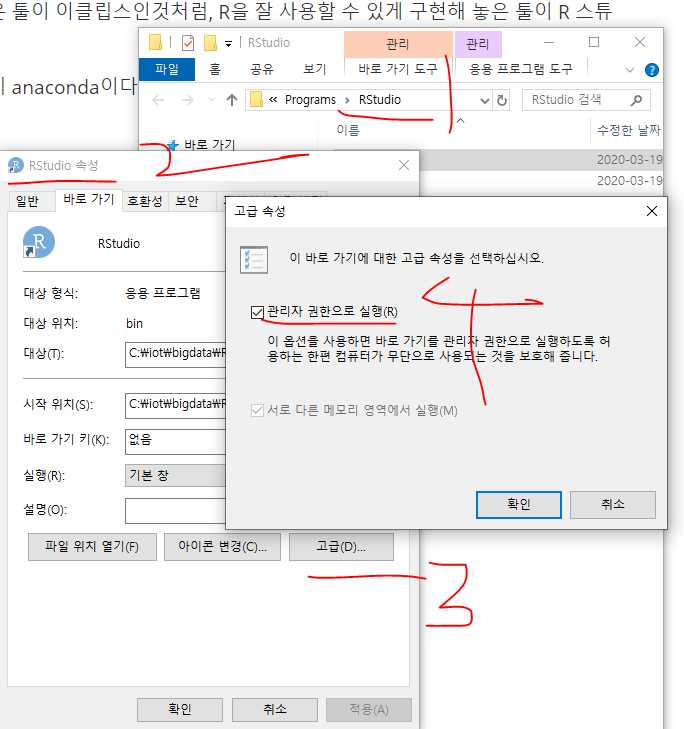 은 툴이 이클립스인것처럼, R을 잘 사용할 수 있게 구현해 놓은 툴이 R 스튜
anaconda이다
RStudio
관리
관리
파일
홈
공유
보기
바로 가기 도구
응용 프로그램 도구
« Programs > RStudio
RStudio 검색
바로 가기
이름
수정한 날짜
2020-03-19
2020-03-19
1
2
RStudio 속성
일반
바로 가기
호환성
보안
RStudio
대상 형식:
응용 프로그램
대상 위치:
bin
대상(T):
C:₩iot₩bigdata₩R
시작 위치(S):
C:₩iot₩bigdata₩R
바로 가기 키(K):
없음
실행(R):
기본 창
설명(O):
파일 위치 열기(F)
아이콘 변경(C)...
고급(D)...
3
확인
취소
적용(A)
고급 속성
이 바로 가기에 대한 고급 속성을 선택하십시오.
관리자 권한으로 실행(R)
4
이 옵션을 사용하면 바로 가기를 관리자 권한으로 실행하도록 허
용하는 한편 컴퓨터가 무단으로 사용되는 것을 보호해 줍니다.
서로 다른 메모리 영역에서 실행(M)
확인
취소